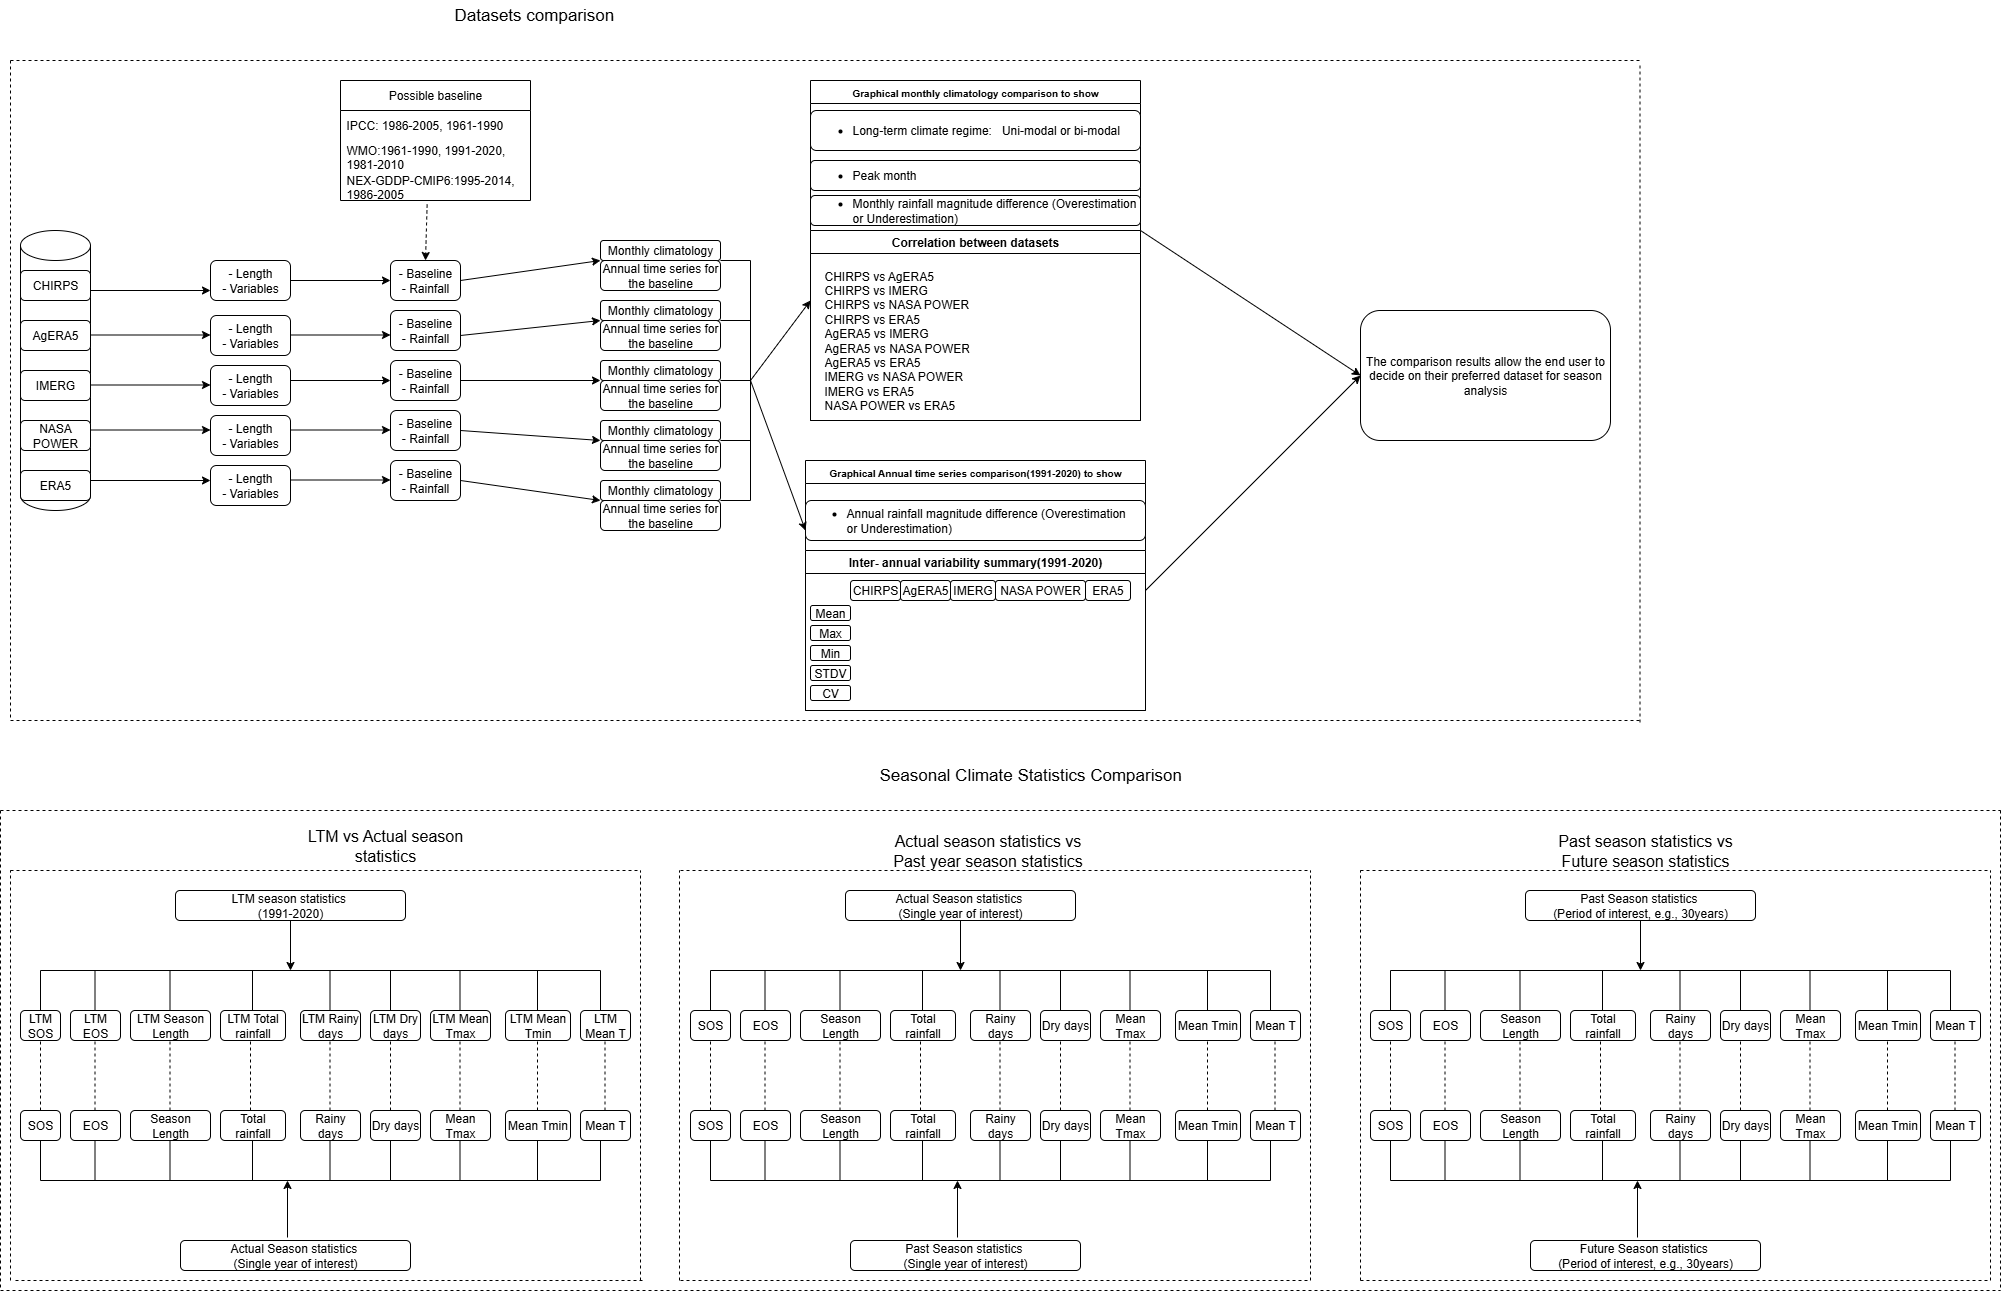 Datasets comparison
Possible baseline
IPCC: 1986-2005, 1961-1990
WMO:1961-1990, 1991-2020,
1981-2010
NEX-GDDP-CMIP6:1995-2014,
1986-2005
CHIRPS
AgERA5
IMERG
NASA
POWER
ERA5
- Length
- Variables
- Length
- Variables
- Length
- Variables
- Length
- Variables
- Length
- Variables
- Baseline
- Rainfall
- Baseline
- Rainfall
- Baseline
- Rainfall
- Baseline
- Rainfall
- Baseline
- Rainfall
Monthly climatology
Annual time series for
the baseline
Monthly climatology
Annual time series for
the baseline
Monthly climatology
Annual time series for
the baseline
Monthly climatology
Annual time series for
the baseline
Monthly climatology
Annual time series for
the baseline
Graphical monthly climatology comparison to show
• Long-term climate regime: Uni-modal or bi-modal
• Peak month
• Monthly rainfall magnitude difference (Overestimation
or Underestimation)
Correlation between datasets
CHIRPS vs AgERA5
CHIRPS vs IMERG
CHIRPS vs NASA POWER
CHIRPS vs ERA5
AgERA5 vs IMERG
AgERA5 vs NASA POWER
AgERA5 vs ERA5
IMERG vs NASA POWER
IMERG vs ERA5
NASA POWER vs ERA5
Graphical Annual time series comparison(1991-2020) to show
• Annual rainfall magnitude difference (Overestimation
or Underestimation)
Inter- annual variability summary(1991-2020)
CHIRPS AgERA5 IMERG NASA POWER ERA5
Mean
Max
Min
STDV
CV
The comparison results allow the end user to
decide on their preferred dataset for season
analysis
Seasonal Climate Statistics Comparison
LTM vs Actual season
statistics
LTM season statistics
(1991-2020)
LTM LTM LTM Season LTM Total LTM Rainy LTM Dry LTM Mean LTM Mean LTM
SOS EOS Length rainfall days days Tmax Tmin Mean T
SOS EOS Season Total Rainy Dry days Mean Mean Tmin Mean T
Length rainfall days Tmax
Actual Season statistics
(Single year of interest)
Actual season statistics vs
Past year season statistics
Actual Season statistics
(Single year of interest)
SOS EOS Season Total Rainy Dry days Mean Mean Tmin Mean T
Length rainfall days Tmax
SOS EOS Season Total Rainy Dry days Mean Mean Tmin Mean T
Length rainfall days Tmax
Past Season statistics
(Single year of interest)
Past season statistics vs
Future season statistics
Past Season statistics
(Period of interest, e.g., 30years)
SOS EOS Season Total Rainy Dry days Mean Mean Tmin Mean T
Length rainfall days Tmax
SOS EOS Season Total Rainy Dry days Mean Mean Tmin Mean T
Length rainfall days Tmax
Future Season statistics
(Period of interest, e.g., 30years)